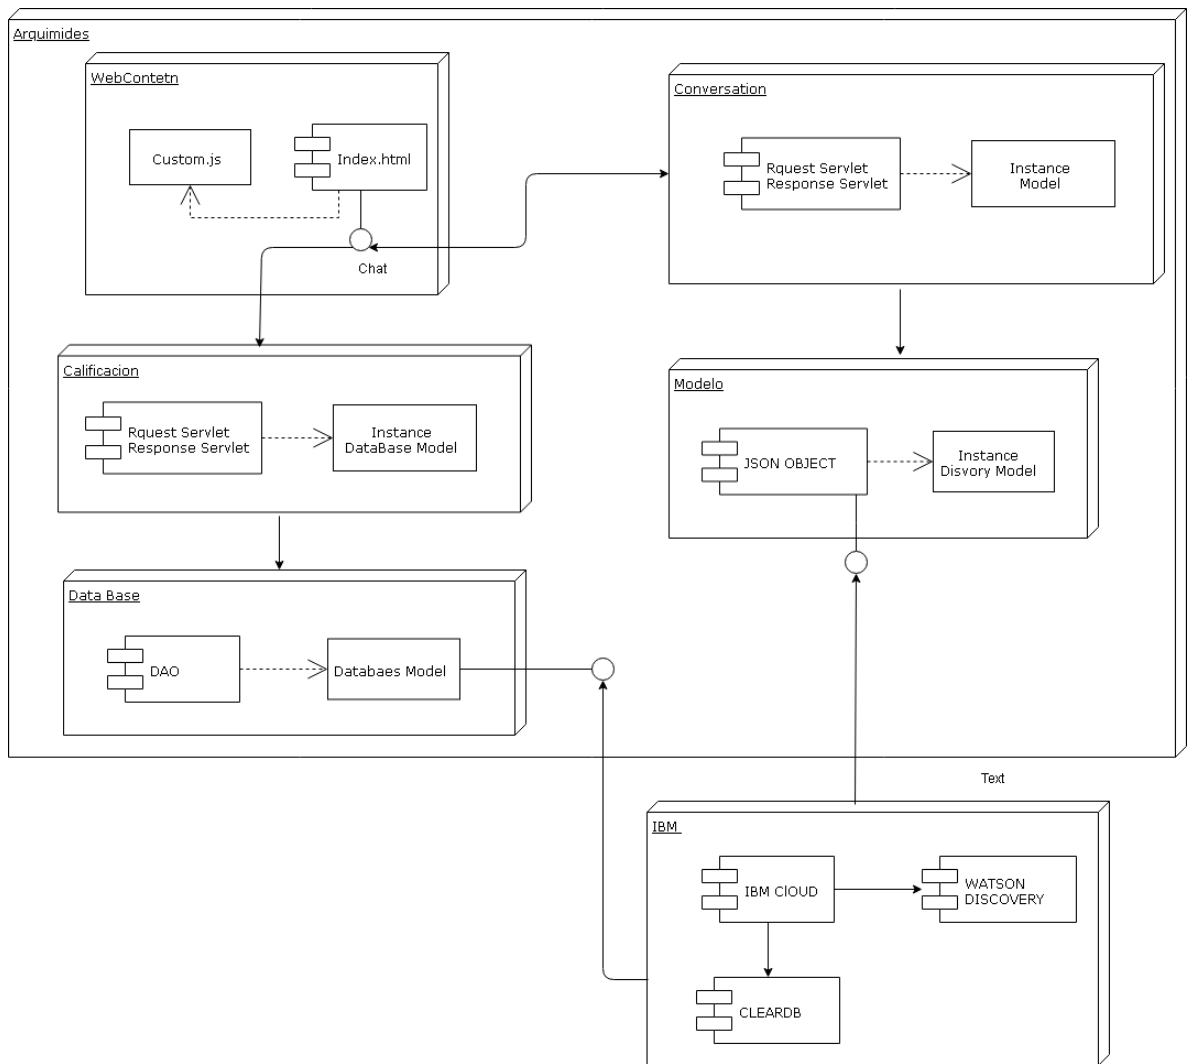 Arquimides
WebContetn
Custom.js
Index.html
Chat
Conversation
Rquest Servlet
Response Servlet
Instance
Model
Calificacion
Rquest Servlet
Response Servlet
Instance
DataBase Model
Modelo
JSON OBJECT
Instance
Disvory Model
Data Base
DAO
Databaes Model
Text
IBM
IBM ClOUD
WATSON
DISCOVERY
CLEARDB